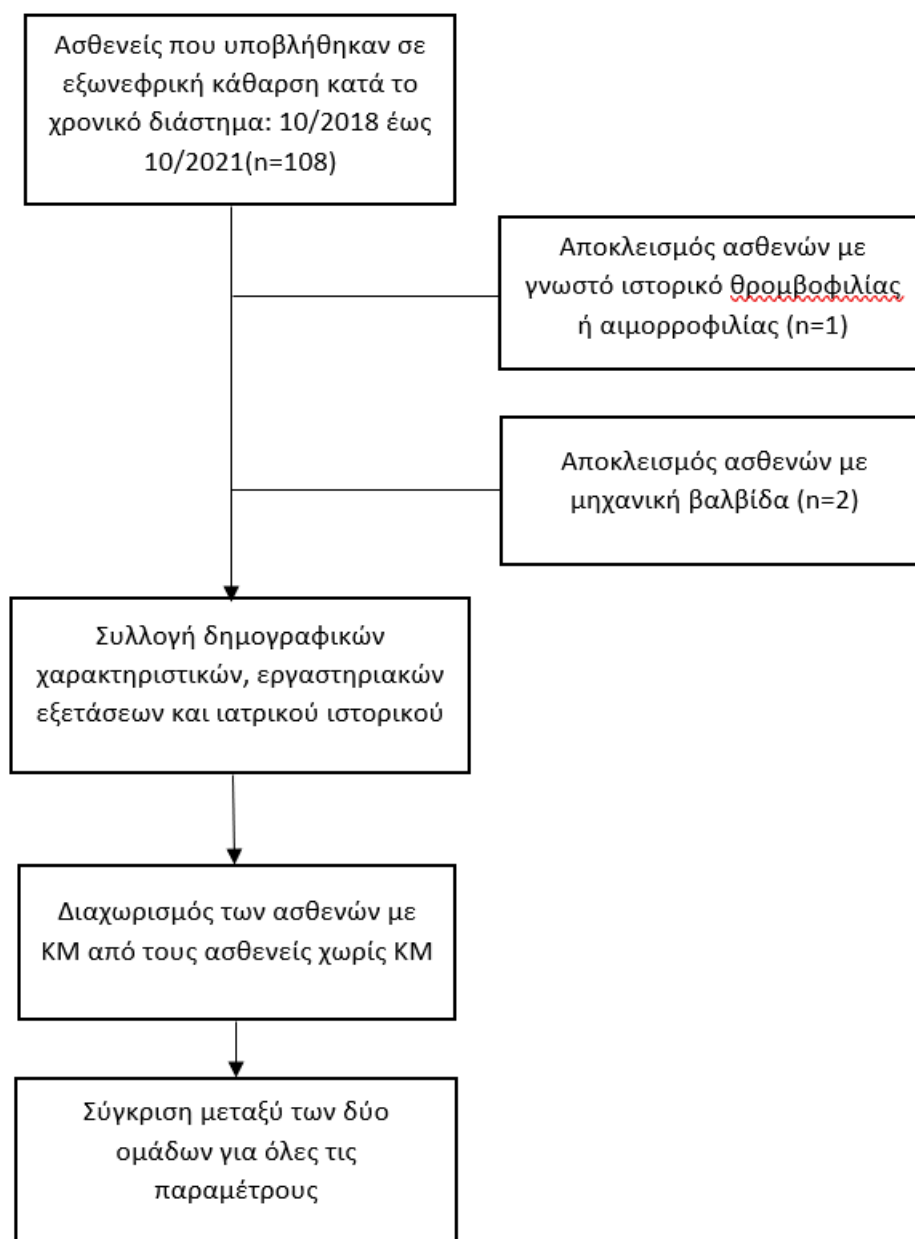 Ασθενείς που υποβλήθηκαν σε
εξωνεφρική κάθαρση κατά το
χρονικό διάστημα: 10/2018 έως
10/2021(n=108)
Αποκλεισμός ασθενών με
γνωστό ιστορικό θρομβοφιλίας
ή αιμορροφιλίας (n=1)
Αποκλεισμός ασθενών με
μηχανική βαλβίδα (n=2)
Συλλογή δημογραφικών
χαρακτηριστικών, εργαστηριακών
εξετάσεων και ιατρικού ιστορικού
Διαχωρισμός των ασθενών με
ΚΜ από τους ασθενείς χωρίς ΚΜ
Σύγκριση μεταξύ των δύο
ομάδων για όλες τις
παραμέτρους